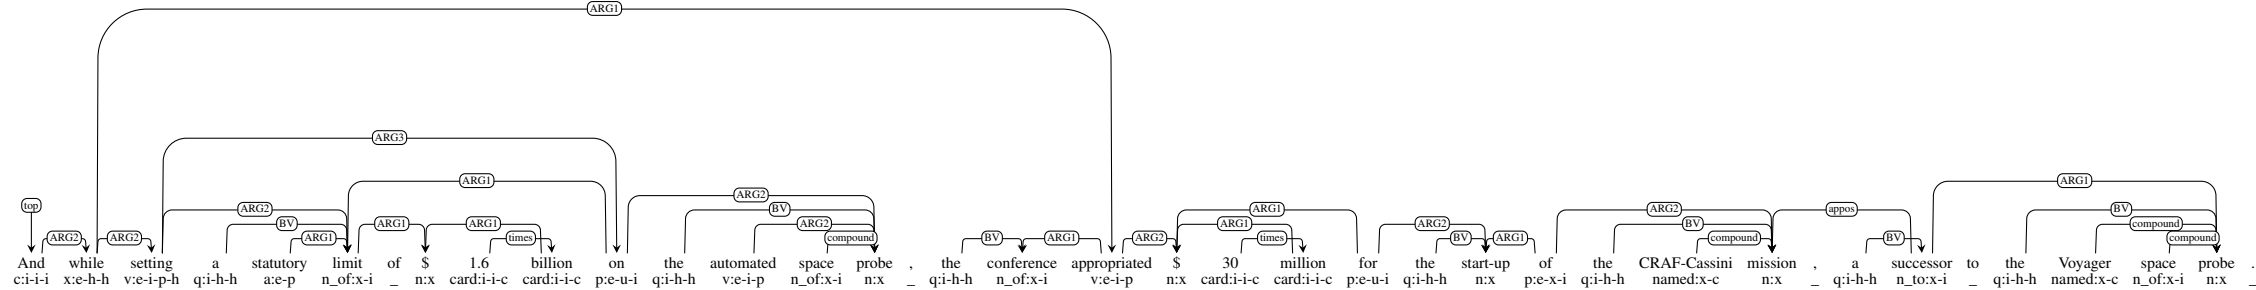 ARG1
ARG3
ARG1 ARG1
ARG2 ARG2
top ARG2 BV ARG1 ARG2 appos BV
BV ARG1 ARG1 ARG2 ARG1 ARG2 BV compound
ARG2 ARG2 ARG1 times compound BV ARG1 ARG2 times BV ARG1 compound BV compound
And while setting a statutory limit of $ 1.6 billion on the automated space probe , the conference appropriated $ 30 million for the start-up of the CRAF-Cassini mission , a successor to the Voyager space probe .
c:i-i-i x:e-h-h v:e-i-p-h q:i-h-h a:e-p n_of:x-i _ n:x card:i-i-c card:i-i-c p:e-u-i q:i-h-h v:e-i-p n_of:x-i n:x _ q:i-h-h n_of:x-i v:e-i-p n:x card:i-i-c card:i-i-c p:e-u-i q:i-h-h n:x p:e-x-i q:i-h-h named:x-c n:x _ q:i-h-h n_to:x-i _ q:i-h-h named:x-c n_of:x-i n:x _